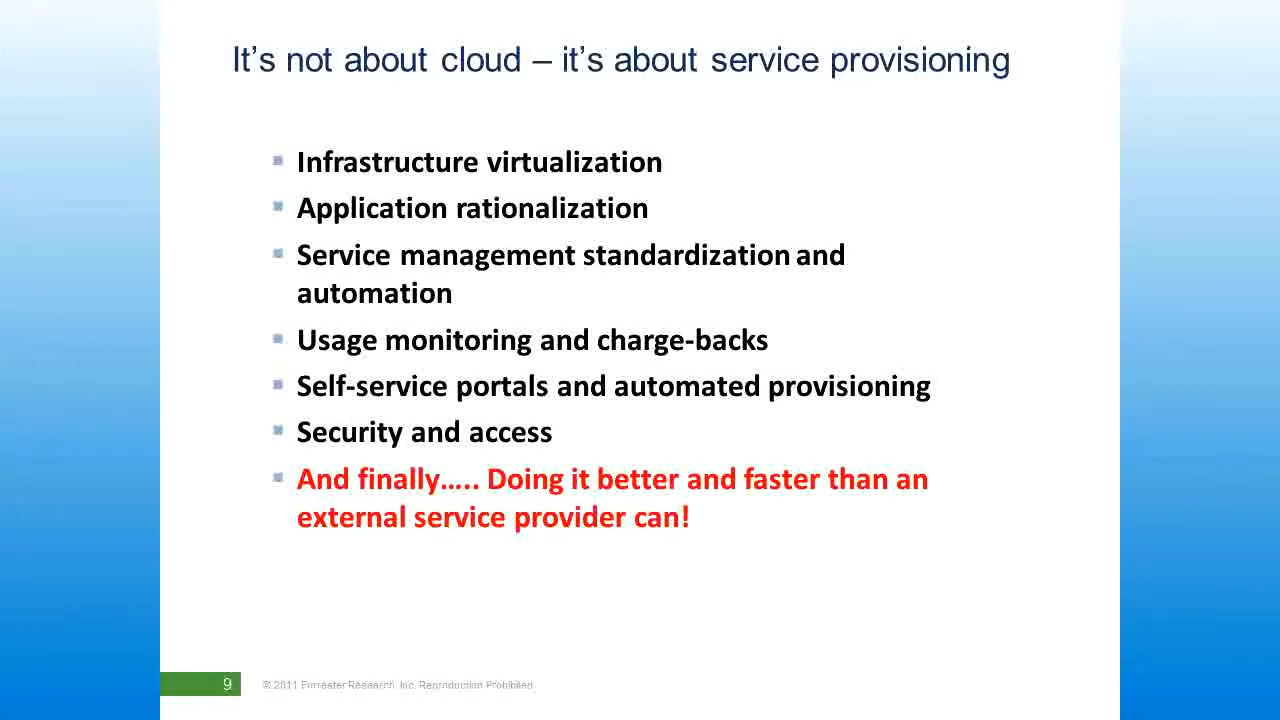 It's not about cloud – it's about service provisioning
Infrastructure virtualization
Application rationalization
Service management standardization and
automation
Usage monitoring and charge-backs
Self-service portals and automated provisioning
Security and access
And finally….. Doing it better and faster than an
external service provider can!
9
© 2011 Forrester Research, Inc. Reproduction Prohibited